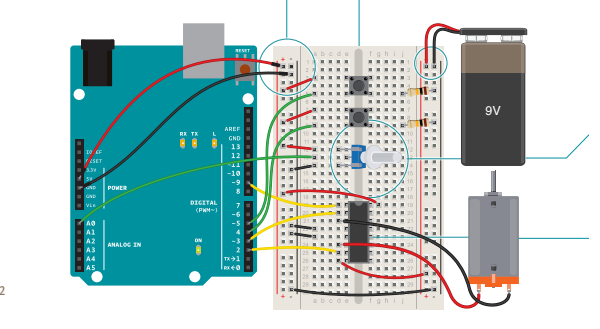 RESET
9V
AREF
GND
RX TX
L
13
12
~11
~10
~9
8
IOREF
RESET
3.3V
5V
GND
GND
Vin
POWER
DIGITAL
(PWM~)
7
~6
~5
4
~3
2
TX→1
RX←0
ON
A0
A1
A2
A3
A4
A5
ANALOG IN
2